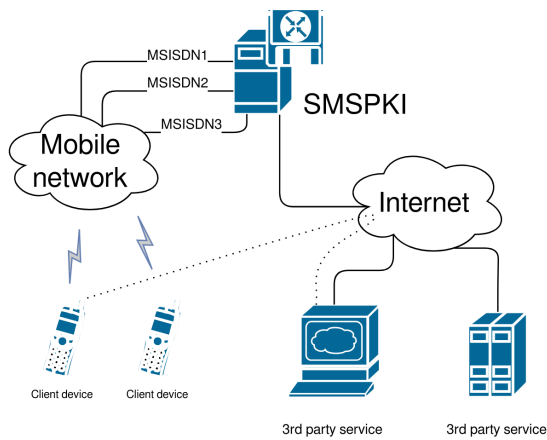 MSISDN1
MSISDN2
MSISDN3
SMSPKI
Mobile
network
Internet
Client device
Client device
3rd party service
3rd party service